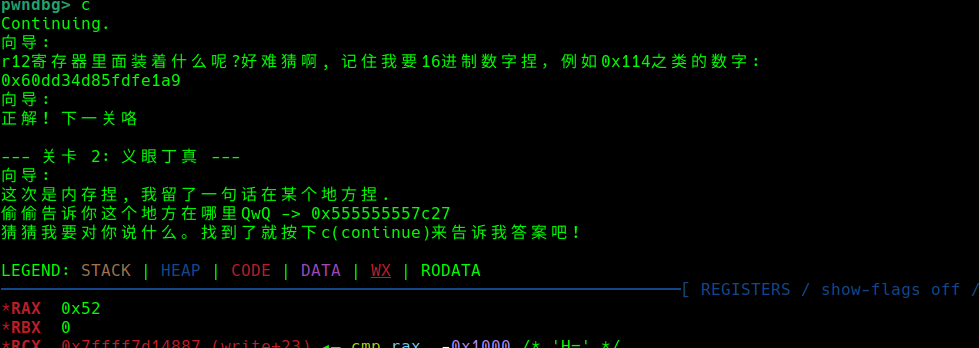 pwndbg> c
Continuing.
向导:
r12寄存器里面装着什么呢?好难猜啊, 记住我要16进制数字捏, 例如0x114之类的数字:
0x60dd34d85fdfe1a9
向导:
正解! 下一关咯
--- 关卡 2: 义眼丁真 ---
向导:
这次是内存捏, 我留了一句话在某个地方捏.
偷偷告诉你这个地方在哪里QwQ -> 0x555555557c27
猜猜我要对你说什么。找到了就按下c(continue)来告诉我答案吧!
LEGEND: STACK | HEAP | CODE | DATA | WX | RODATA
[ REGISTERS / show-flags off /
*RAX  0x52
*RBX  0
*RCX  0x7ffff7d14887 (write+23) ◂— cmp rax, -0x1000 /* 'H=' */